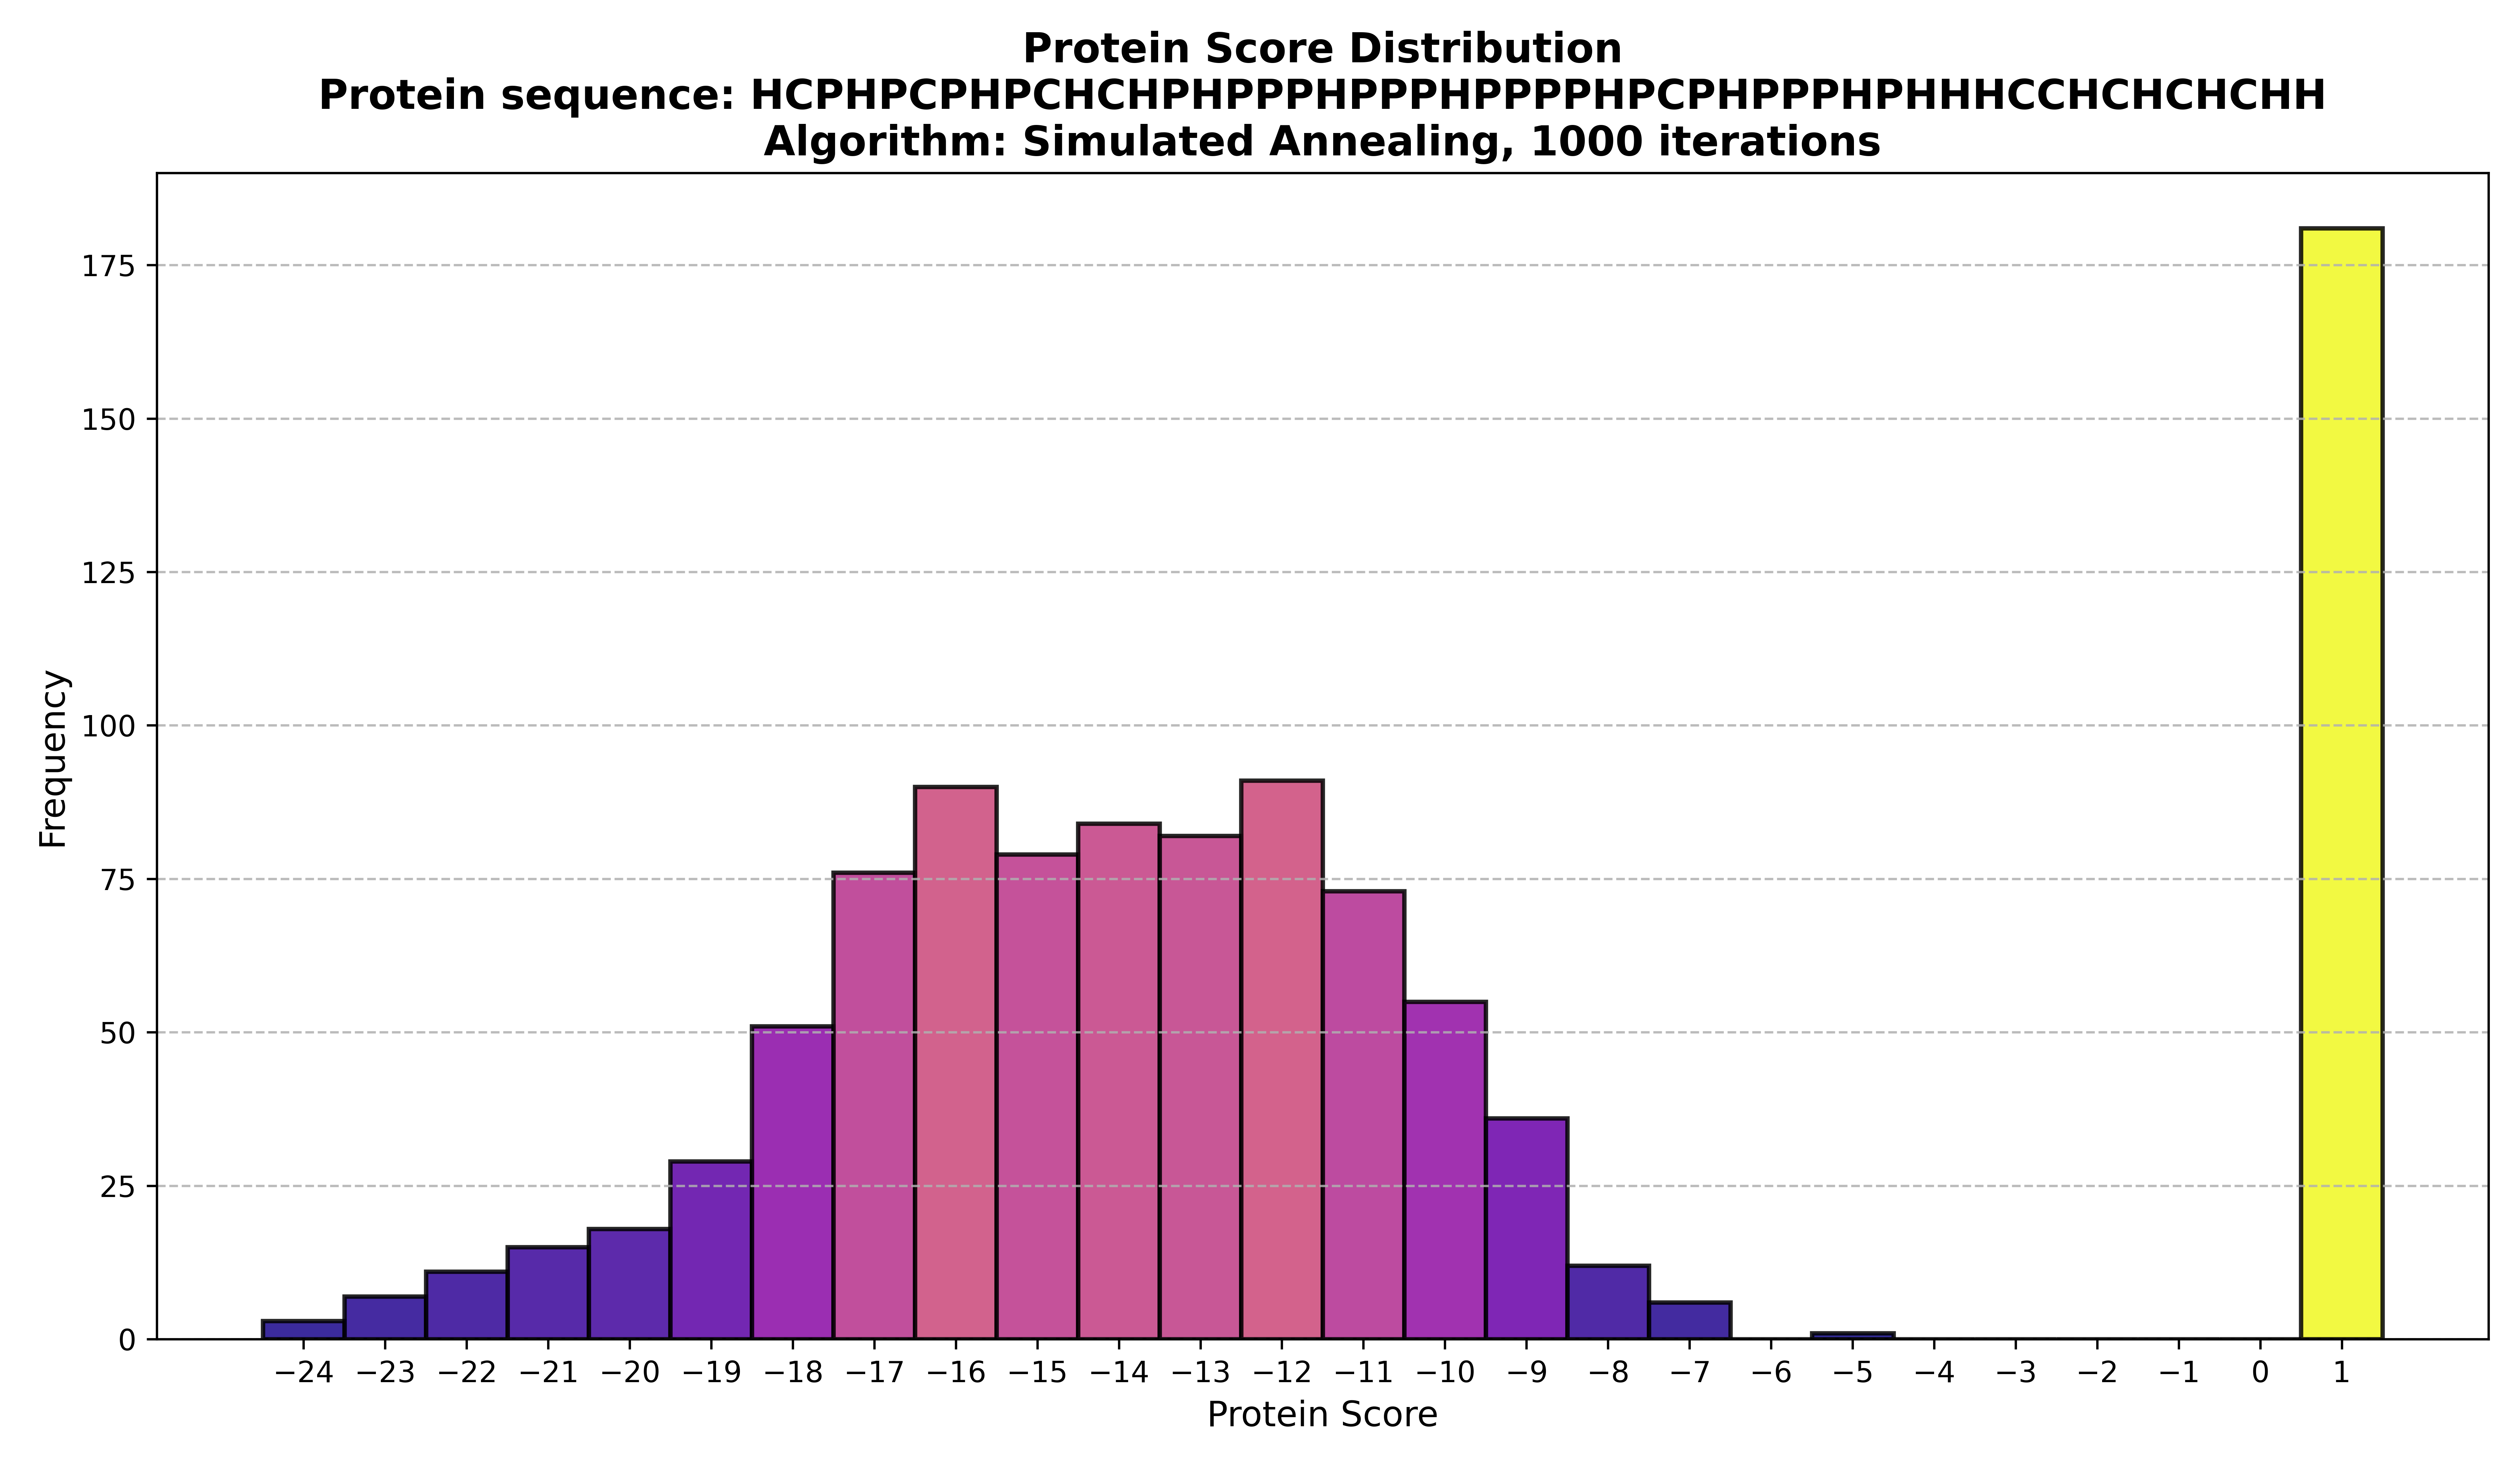 Protein Score Distribution
Protein sequence: HCPHPCPHPCHCHPHPPPHPPPHPPPPHPCPHPPPHPHHHCCHCHCHCHH
Algorithm: Simulated Annealing, 1000 iterations
175
150
125
100
75
50
25
0
Frequency
−24 −23 −22 −21 −20 −19 −18 −17 −16 −15 −14 −13 −12 −11 −10 −9 −8 −7 −6 −5 −4 −3 −2 −1 0 1
Protein Score